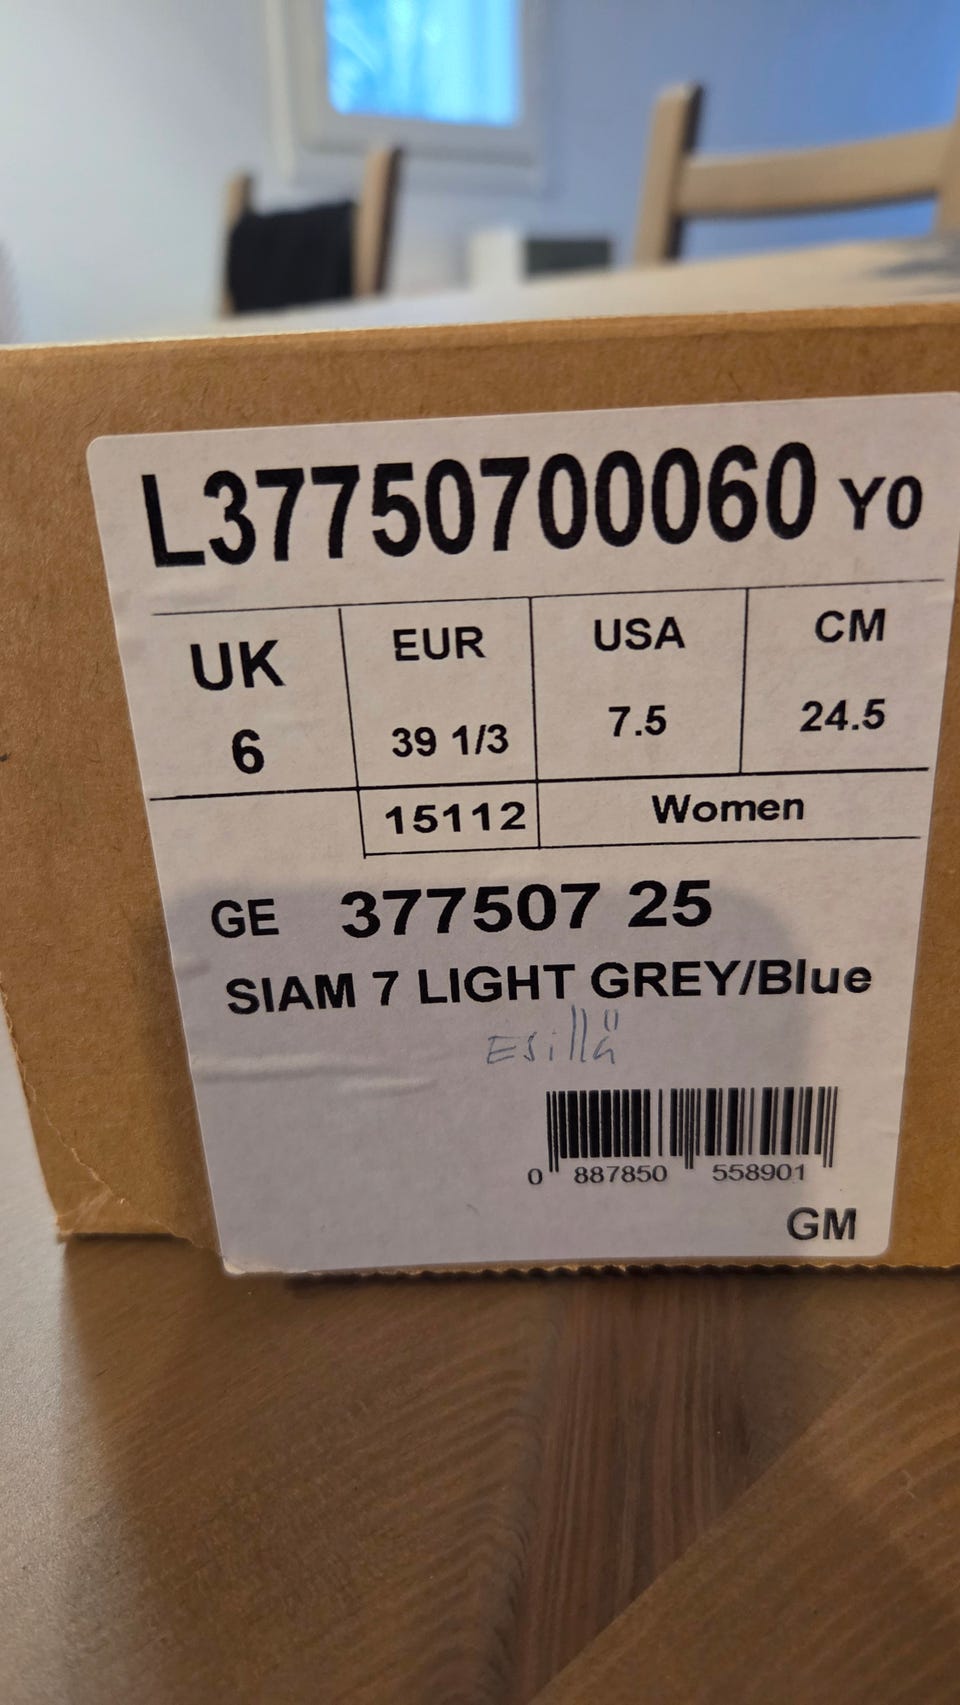 L37750700060 Y0
UK EUR USA CM
6 39 1/3 7.5 24.5
15112 Women
GE 377507 25
SIAM 7 LIGHT GREY/Blue
Esillä
0 887850 558901
GM